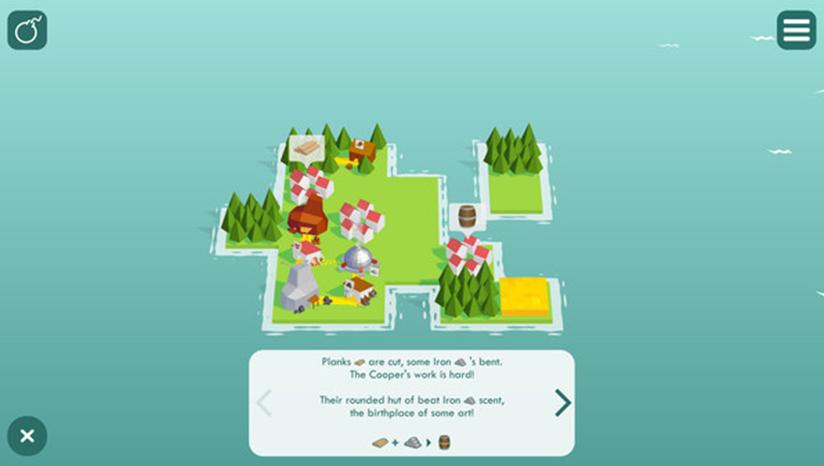 Planks are cut, some Iron 's bent.
The Cooper's work is hard!
Their rounded hut of beat Iron scent,
the birthplace of some art!